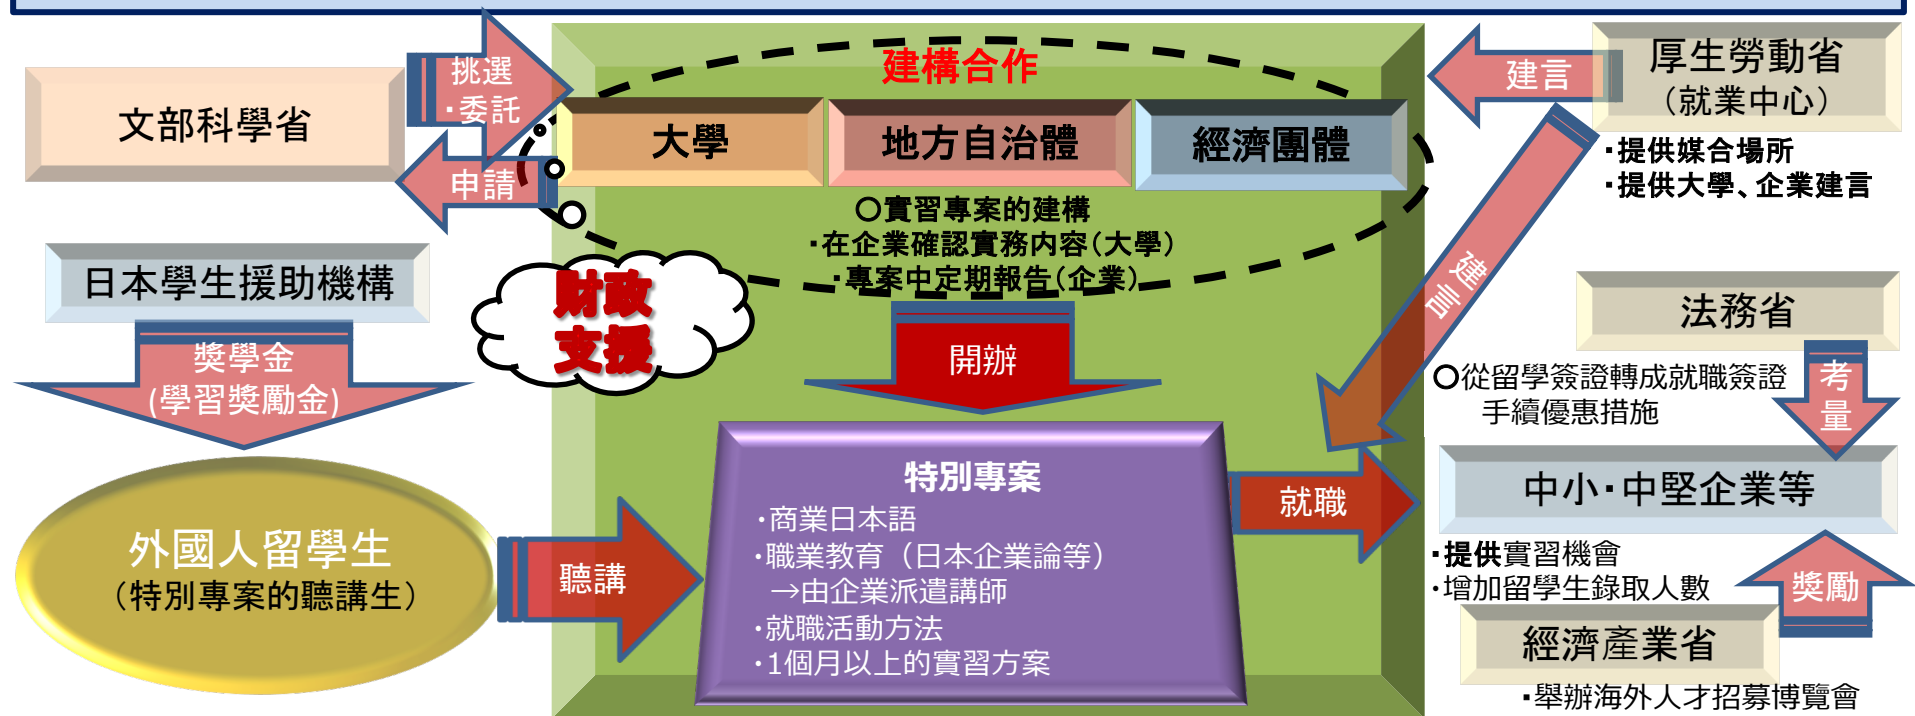 建構合作
文部科學省
挑選
・委託
申請
大學
地方自治體
經濟團體
○實習專案的建構
・在企業確認實務內容(大學)
・專案中定期報告(企業)
建言
厚生勞動省
（就業中心）
・提供媒合場所
・提供大學、企業建言
建言
日本學生援助機構
獎學金
(學習獎勵金)
財政
支援
開辦
法務省
○從留學簽證轉成就職簽證
手續優惠措施
考
量
外國人留學生
（特別專案的聽講生）
聽講
特別專案
・商業日本語
・職業教育（日本企業論等）
→由企業派遣講師
・就職活動方法
・1個月以上的實習方案
就職
中小・中堅企業等
・提供實習機會
・增加留學生錄取人數
獎勵
經濟產業省
・舉辦海外人才招募博覽會